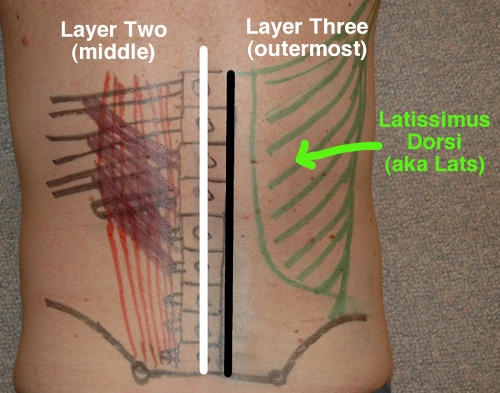 Layer Two
(middle)
Layer Three
(outermost)
Latissimus
Dorsi
(aka Lats)